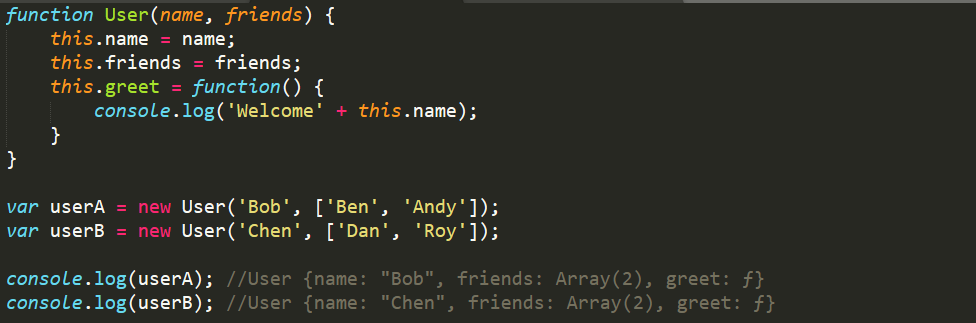 function User(name, friends) {
    this.name = name;
    this.friends = friends;
    this.greet = function() {
        console.log('Welcome' + this.name);
    }
}

var userA = new User('Bob', ['Ben', 'Andy']);
var userB = new User('Chen', ['Dan', 'Roy']);

console.log(userA); //User {name: "Bob", friends: Array(2), greet: ƒ}
console.log(userB); //User {name: "Chen", friends: Array(2), greet: ƒ}